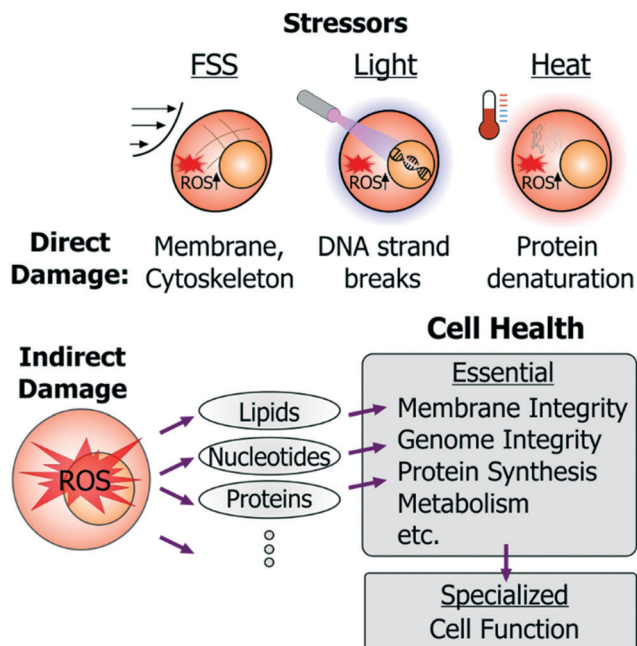 Stressors
FSS
Light
Heat
ROS↑
ROS↑
ROS↑
Direct
Damage:
Membrane,
Cytoskeleton
DNA strand
breaks
Protein
denaturation
Indirect
Damage
ROS
Lipids
Nucleotides
Proteins
Cell Health
Essential
Membrane Integrity
Genome Integrity
Protein Synthesis
Metabolism
etc.
Specialized
Cell Function